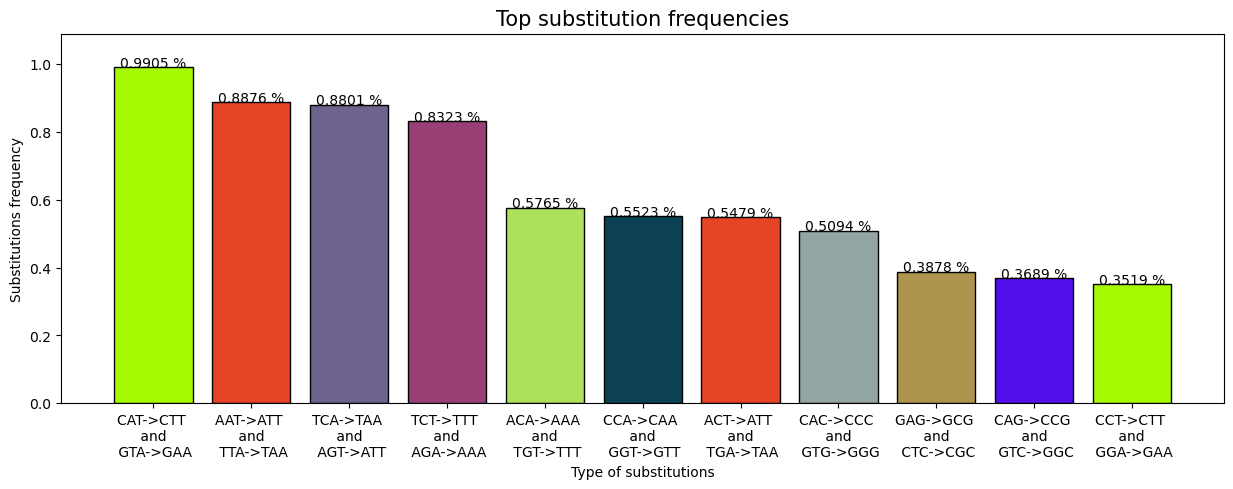 Top substitution frequencies
Substitutions frequency
1.0
0.8
0.6
0.4
0.2
0.0
0.9905 %
0.8876 %
0.8801 %
0.8323 %
0.5765 %
0.5523 %
0.5479 %
0.5094 %
0.3878 %
0.3689 %
0.3519 %
CAT->CTT
and
GTA->GAA
AAT->ATT
and
TTA->TAA
TCA->TAA
and
AGT->ATT
TCT->TTT
and
AGA->AAA
ACA->AAA
and
TGT->TTT
CCA->CAA
and
GGT->GTT
ACT->ATT
and
TGA->TAA
CAC->CCC
and
GTG->GGG
GAG->GCG
and
CTC->CGC
CAG->CCG
and
GTC->GGC
CCT->CTT
and
GGA->GAA
Type of substitutions